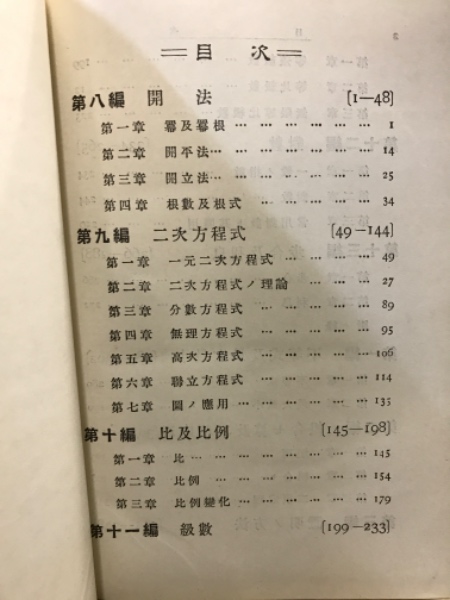 目次
第八編 開法 〔1—48〕
第一章 冪及冪根 … … … … … … 1
第二章 開平法… … … … … … … 14
第三章 開立法… … … … … … … 25
第四章 根數及根式 … … … … … 34
第九編 二次方程式 〔49—144〕
第一章 一元二次方程式 … … … … 49
第二章 二次方程式ノ理論 … … … 27
第三章 分數方程式 … … … … … 89
第四章 無理方程式 … … … … … 95
第五章 高次方程式 … … … … … 106
第六章 聯立方程式 … … … … … 114
第七章 圖ノ應用… … … … … … 135
第十編 比及比例 〔145—198〕
第一章 比… … … … … … … … 145
第二章 比例 … … … … … … … 154
第三章 比例變化… … … … … … 179
第十一編 級數 〔199—233〕